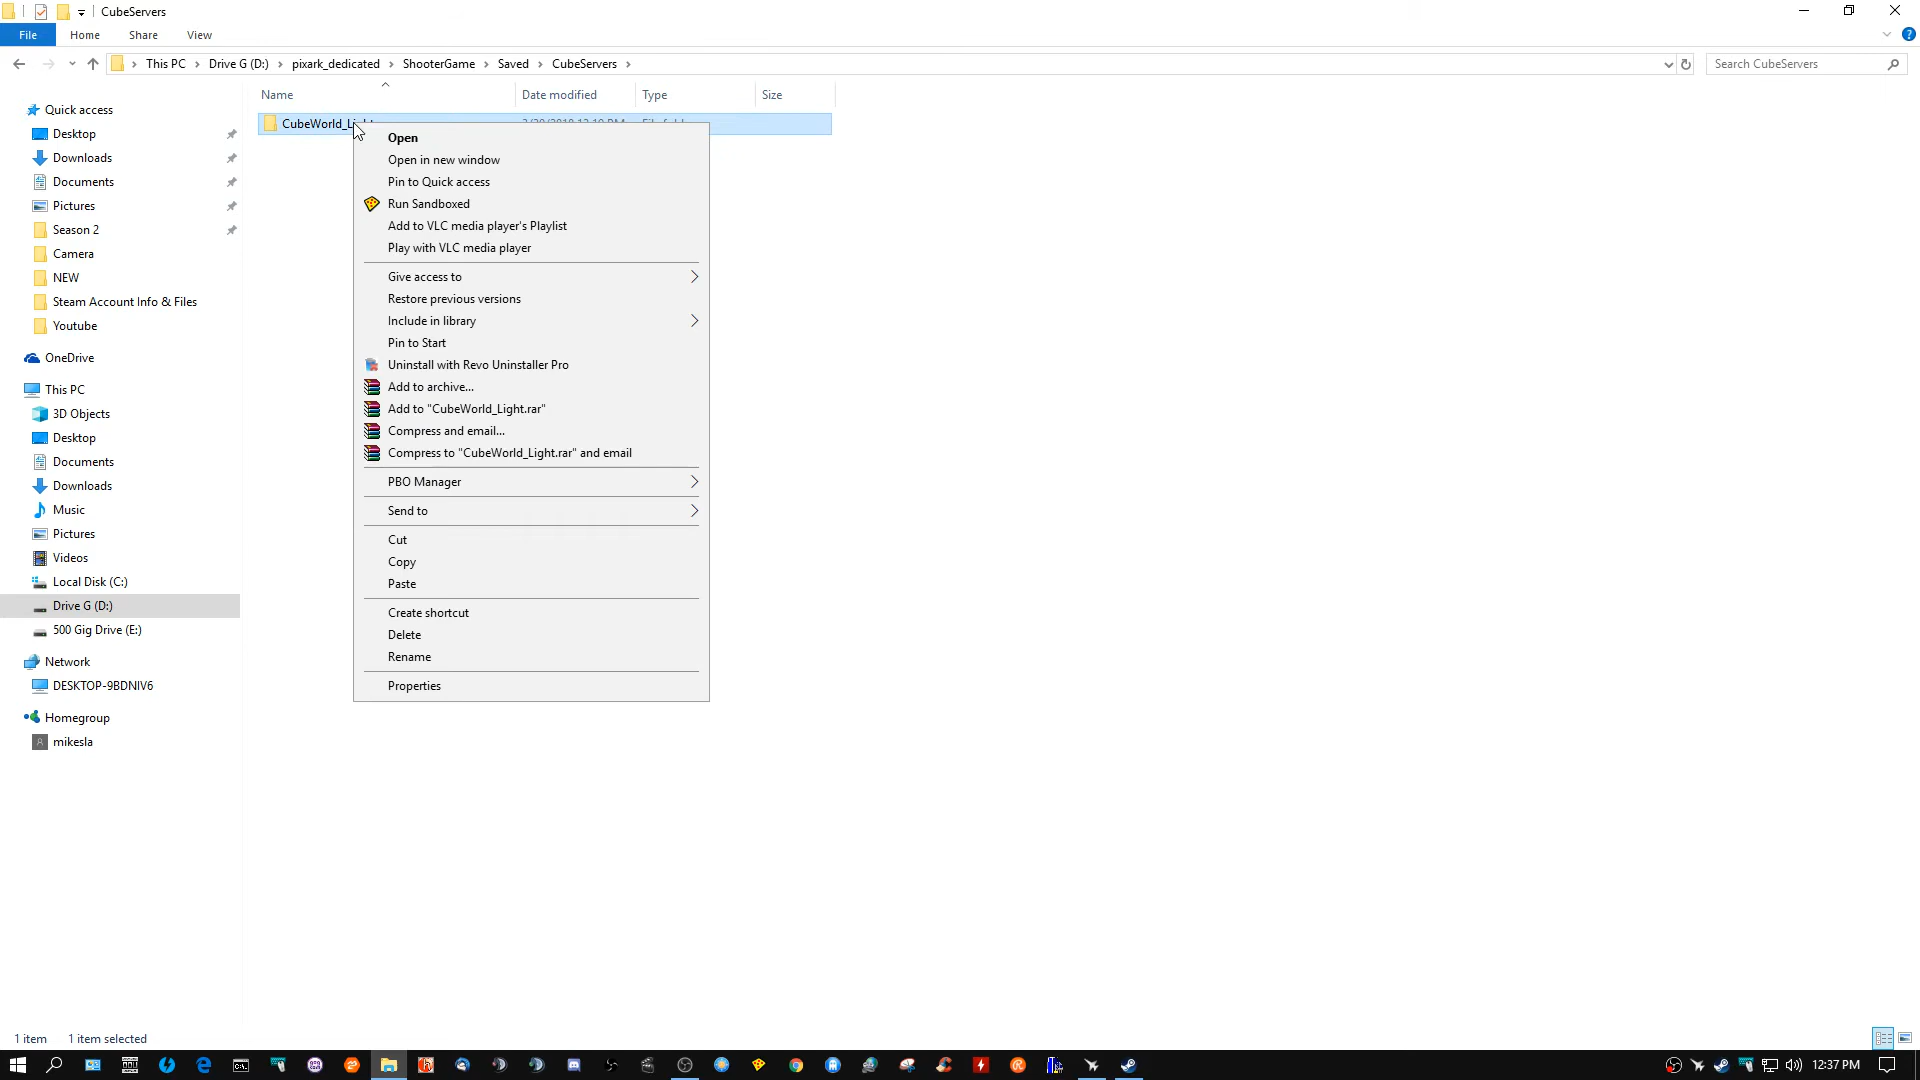 CubeServers
File Home Share View
This PC Drive G (D:) pixark_dedicated ShooterGame Saved CubeServers
Search CubeServers
Name Date modified Type Size
Quick access
Desktop
Downloads
Documents
Pictures
Season 2
Camera
NEW
Steam Account Info & Files
Youtube
OneDrive
This PC
3D Objects
Desktop
Documents
Downloads
Music
Pictures
Videos
Local Disk (C:)
Drive G (D:)
500 Gig Drive (E:)
Network
DESKTOP-9BDNIV6
Homegroup
mikesla
CubeWorld_Light
Open
Open in new window
Pin to Quick access
Run Sandboxed
Add to VLC media player's Playlist
Play with VLC media player
Give access to
Restore previous versions
Include in library
Pin to Start
Uninstall with Revo Uninstaller Pro
Add to archive...
Add to "CubeWorld_Light.rar"
Compress and email...
Compress to "CubeWorld_Light.rar" and email
PBO Manager
Send to
Cut
Copy
Paste
Create shortcut
Delete
Rename
Properties
1 item 1 item selected
12:37 PM